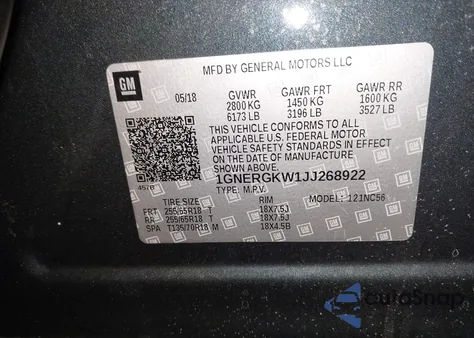 GM
MFD BY GENERAL MOTORS LLC
05/18 GVWR GAWR FRT GAWR RR
2800 KG 1450 KG 1600 KG
6173 LB 3196 LB 3527 LB
THIS VEHICLE CONFORMS TO ALL
APPLICABLE U.S. FEDERAL MOTOR
VEHICLE SAFETY STANDARDS IN EFFECT
ON THE DATE OF MANUFACTURE
SHOWN ABOVE.
1GNERGKW1JJ268922
TYPE: M.P.V. MODEL: 121NC56
TIRE SIZE RIM
FRT 255/65R18 T 18X7.5J
RR 255/65R18 T 18X7.5J
SPA T135/70R18 M 18X4.5B
autoSnap